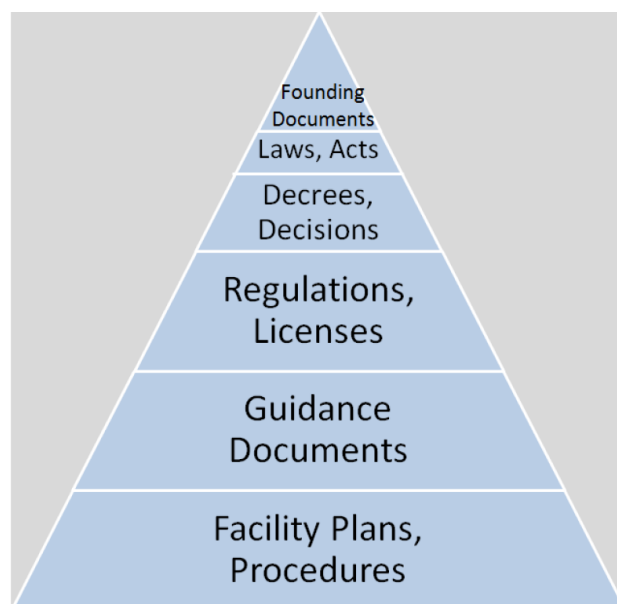 Founding
Documents
Laws, Acts
Decrees,
Decisions
Regulations,
Licenses
Guidance
Documents
Facility Plans,
Procedures